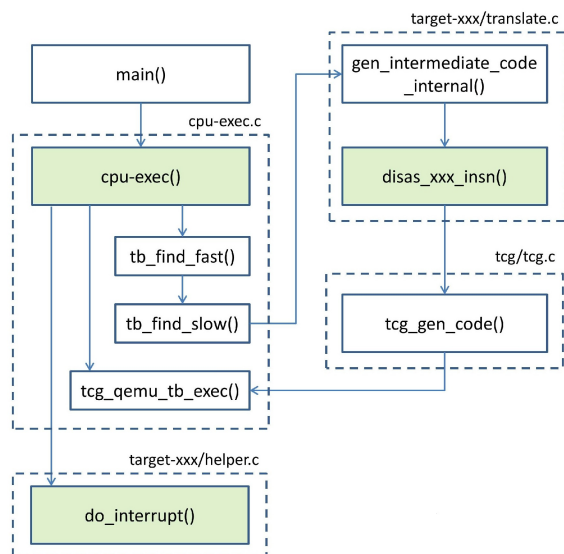 target-xxx/translate.c
main()
gen_intermediate_code
_internal()
cpu-exec.c
cpu-exec()
disas_xxx_insn()
tb_find_fast()
tcg/tcg.c
tb_find_slow()
tcg_gen_code()
tcg_qemu_tb_exec()
target-xxx/helper.c
do_interrupt()